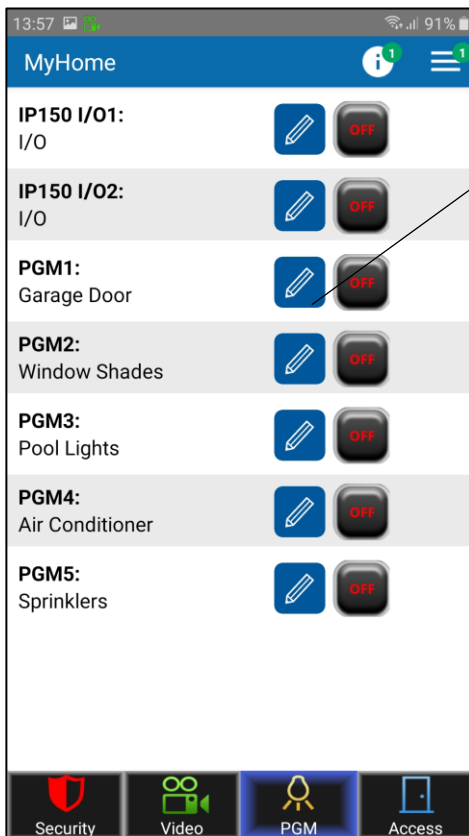 13:57 91%
MyHome i 1 1
IP150 I/O1:
I/O
OFF
IP150 I/O2:
I/O
OFF
PGM1:
Garage Door
OFF
PGM2:
Window Shades
OFF
PGM3:
Pool Lights
OFF
PGM4:
Air Conditioner
OFF
PGM5:
Sprinklers
OFF
Security Video PGM Access